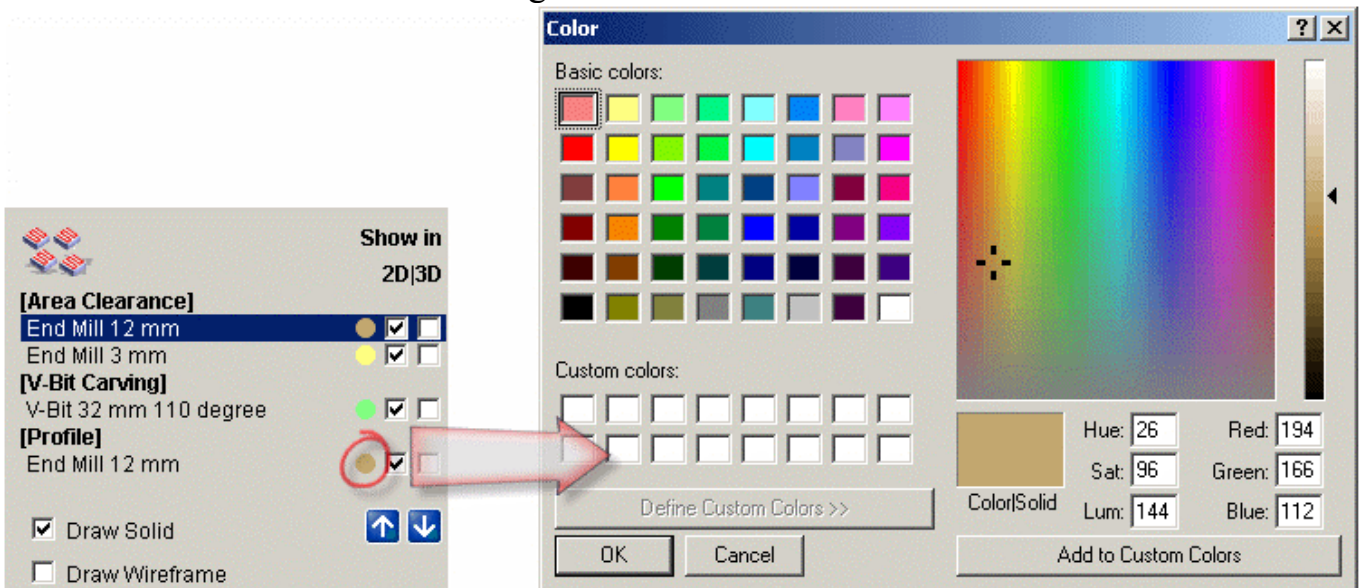 Show in
2D|3D
[Area Clearance]
End Mill 12 mm
End Mill 3 mm
[V-Bit Carving]
V-Bit 32 mm 110 degree
[Profile]
End Mill 12 mm
Draw Solid
Draw Wireframe
Color
Basic colors:
Custom colors:
Define Custom Colors >>
OK Cancel
Color|Solid
Hue: 26 Red: 194
Sat: 96 Green: 166
Lum: 144 Blue: 112
Add to Custom Colors